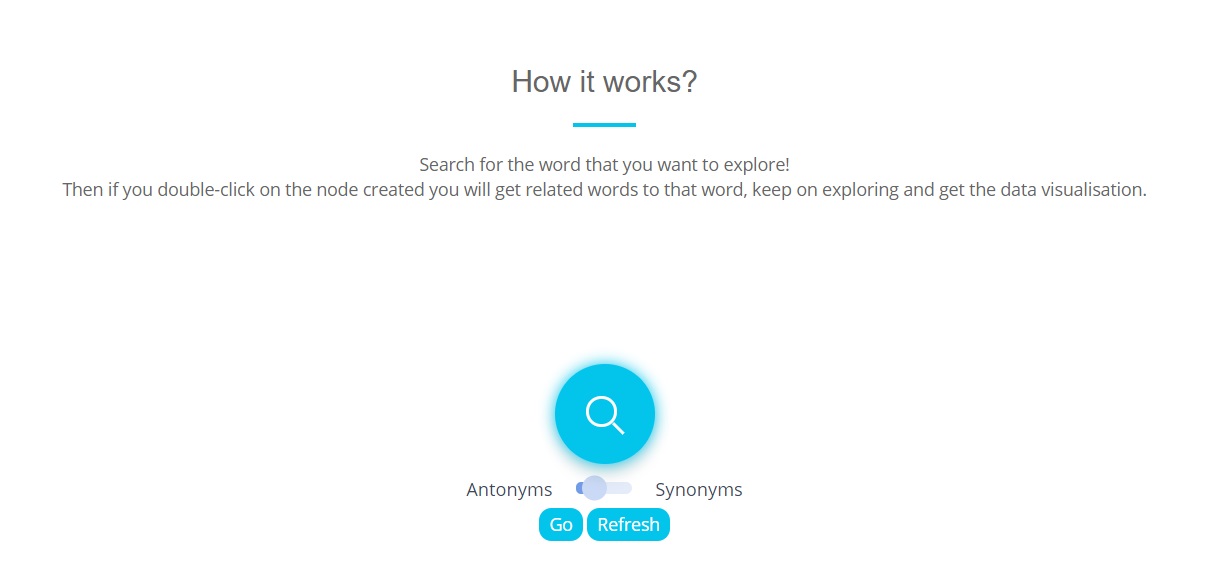 How it works?
Search for the word that you want to explore!
Then if you double-click on the node created you will get related words to that word, keep on exploring and get the data visualisation.
Antonyms Synonyms
Go Refresh